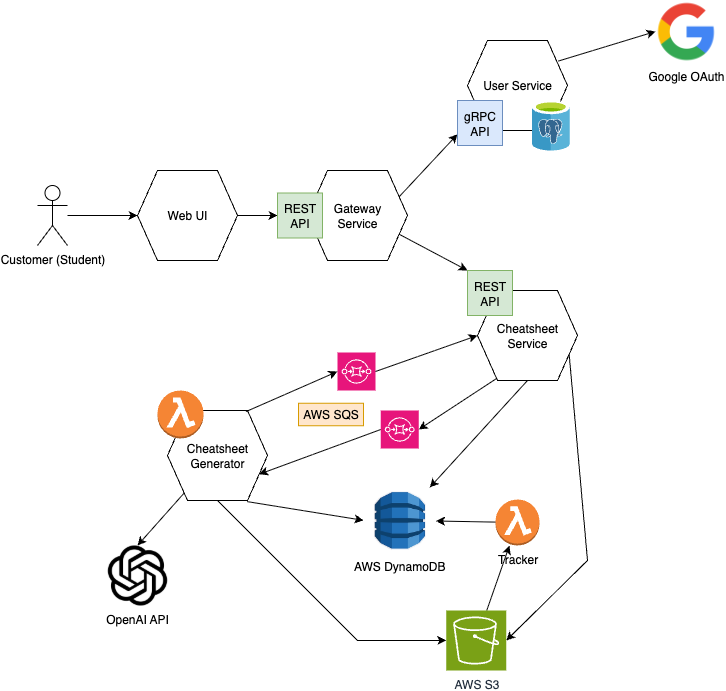 Google OAuth
User Service
gRPC
API
REST
API
Gateway
Service
Web UI
Customer (Student)
REST
API
Cheatsheet
Service
AWS SQS
Cheatsheet
Generator
AWS DynamoDB
Tracker
OpenAI API
AWS S3